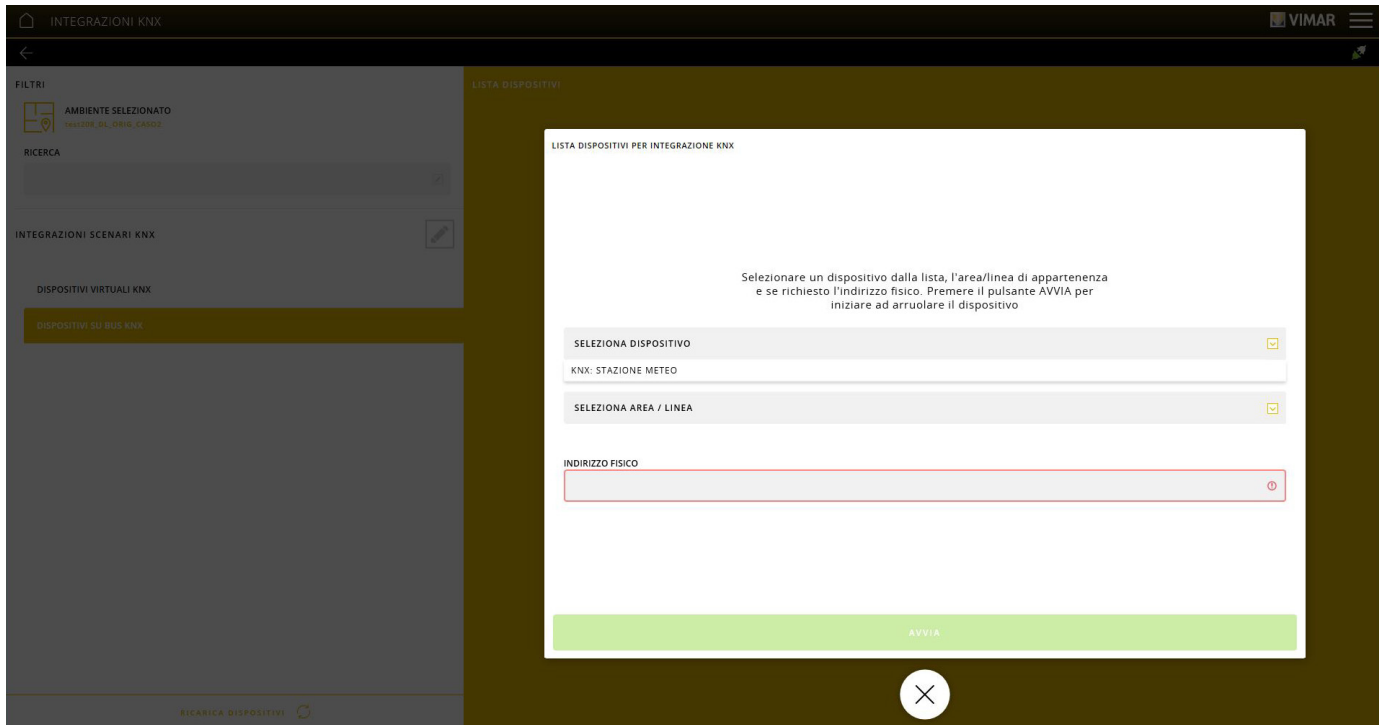 INTEGRAZIONI KNX
VIMAR
FILTRI
AMBIENTE SELEZIONATO
RICERCA
INTEGRAZIONI SCENARI KNX
DISPOSITIVI VIRTUALI KNX
DISPOSITIVI SU BUS KNX
RICARICA DISPOSITIVI
LISTA DISPOSITIVI
LISTA DISPOSITIVI PER INTEGRAZIONE KNX
Selezionare un dispositivo dalla lista, l'area/linea di appartenenza
e se richiesto l'indirizzo fisico. Premere il pulsante AVVIA per
iniziare ad arruolare il dispositivo
SELEZIONA DISPOSITIVO
KNX: STAZIONE METEO
SELEZIONA AREA / LINEA
INDIRIZZO FISICO
AVVIA